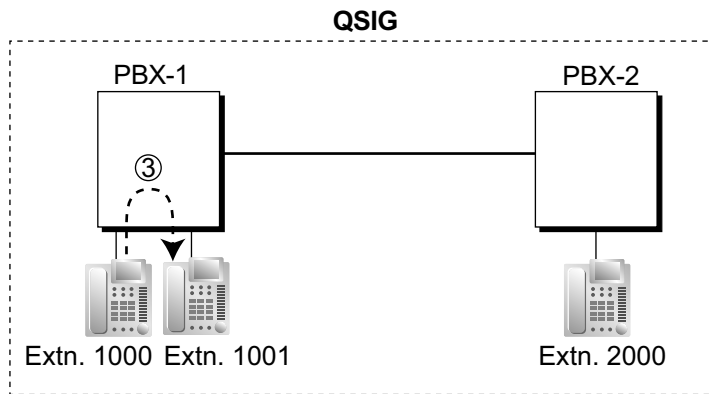 QSIG
PBX-1
PBX-2
③
Extn. 1000
Extn. 1001
Extn. 2000